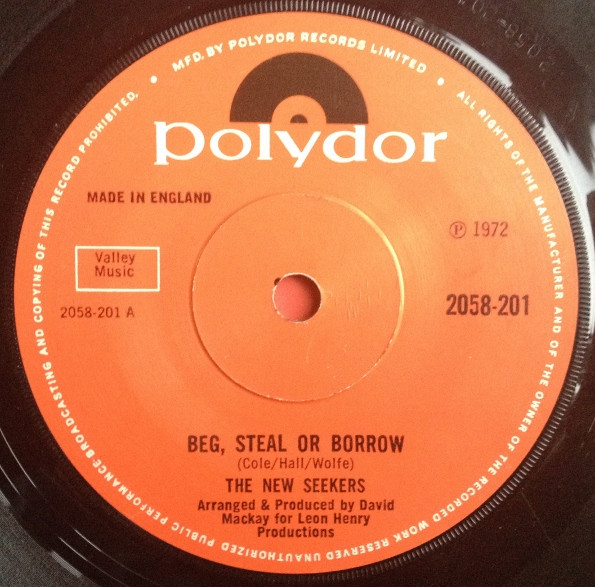 MFD. BY POLYDOR RECORDS LIMITED • ALL RIGHTS OF THE MANUFACTURER AND OF THE OWNER OF THE RECORDED WORK RESERVED UNAUTHORIZED PUBLIC PERFORMANCE BROADCASTING AND COPYING OF THIS RECORD PROHIBITED. •
polydor
MADE IN ENGLAND
℗ 1972
Valley
Music
2058-201 A
2058-201
BEG, STEAL OR BORROW
(Cole/Hall/Wolfe)
THE NEW SEEKERS
Arranged & Produced by David
Mackay for Leon Henry
Productions